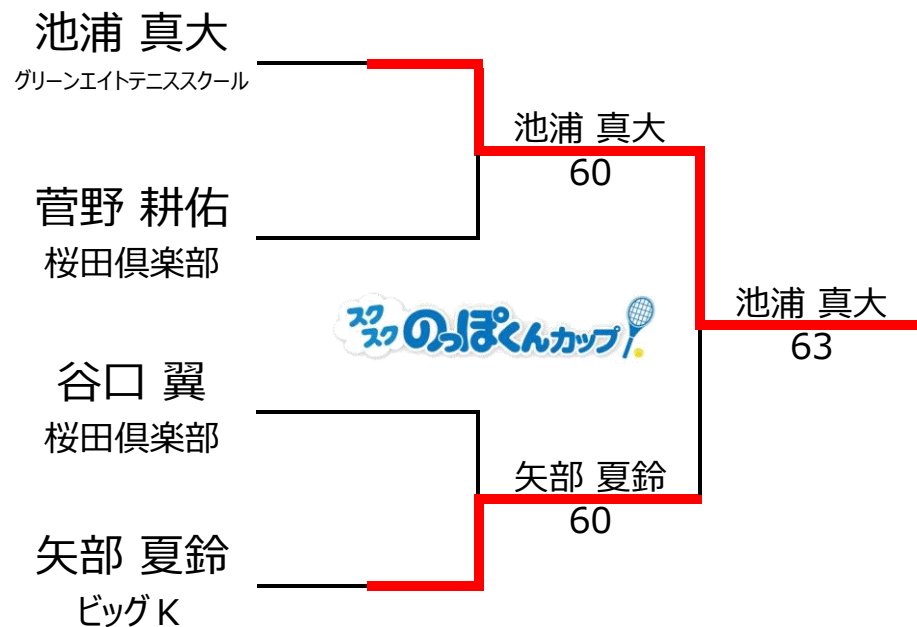 池浦 真大
グリーンエイトテニススクール
池浦 真大
60
菅野 耕佑
桜田倶楽部
スク
スク のっぽくんカップ
池浦 真大
63
谷口 翼
桜田倶楽部
矢部 夏鈴
60
矢部 夏鈴
ビッグK